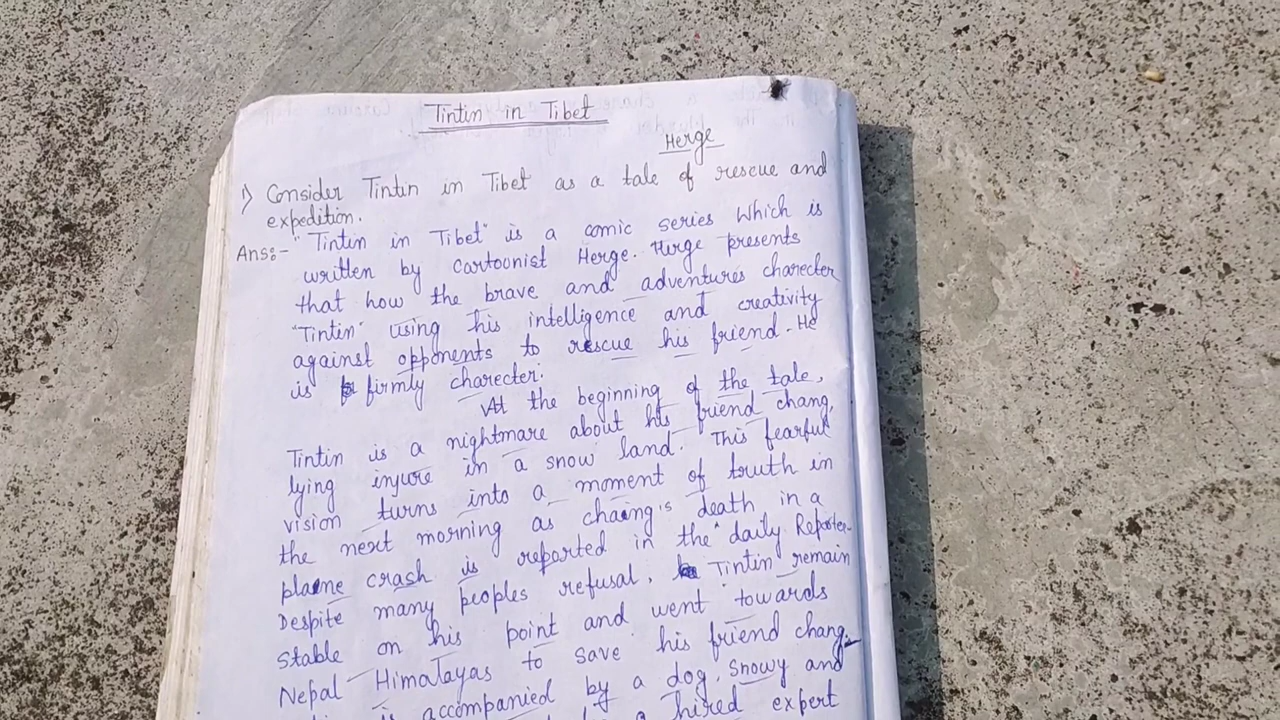 Tintin in Tibet
Herge
1) Consider Tintin in Tibet as a tale of rescue and
expedition.
Ans:- "Tintin in Tibet" is a comic series which is
written by cartoonist Herge. Herge presents
that how the brave and adventures charecter
"Tintin" using his intelligence and creativity
against opponents to rescue his friend. He
is firmly charecter.
At the beginning of the tale,
Tintin is a nightmare about his friend chang,
lying injure in a snow land. This fearful
vision turns into a moment of truth in
the next morning as chaing's death in a
plane crash is reported in the "daily Reporter.
Despite many peoples refusal, Tintin remain
stable on his point and went towards
Nepal Himalayas to save his friend chang.
is accompanied by a dog, snowy and
a hired expert